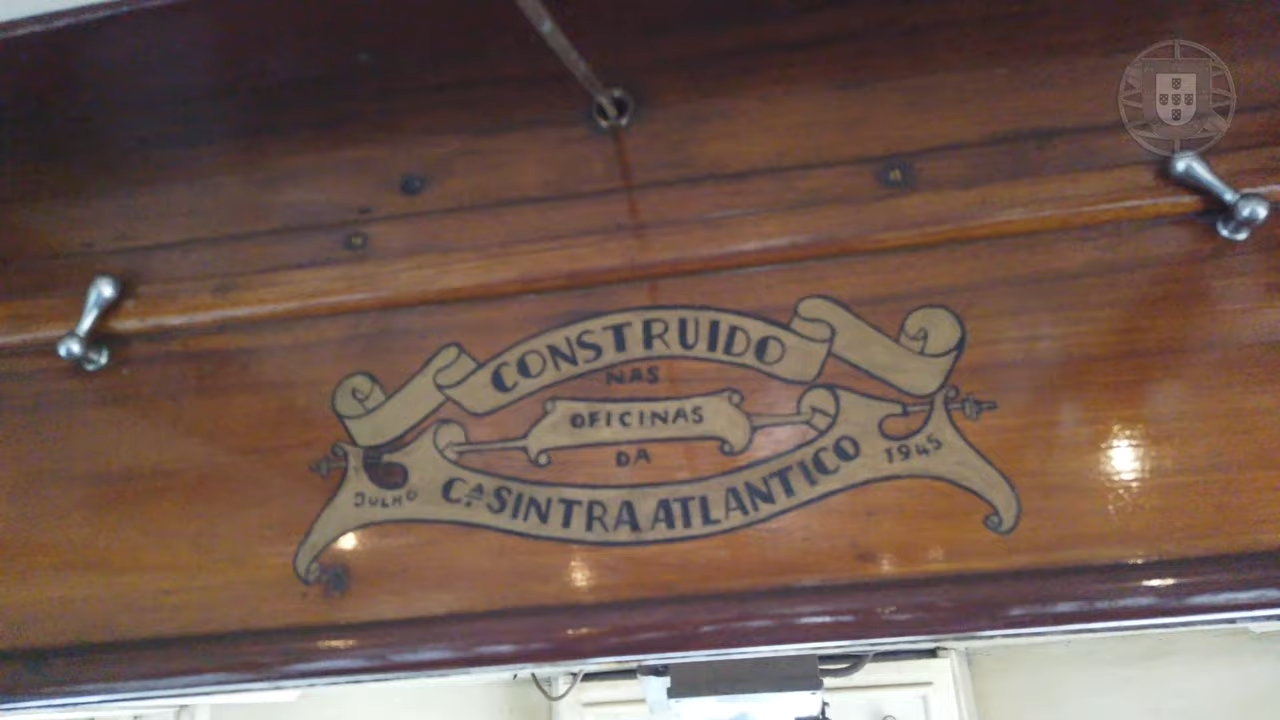 CONSTRUIDO
NAS
OFICINAS
DA
Cª SINTRA ATLANTICO
JULHO 1945